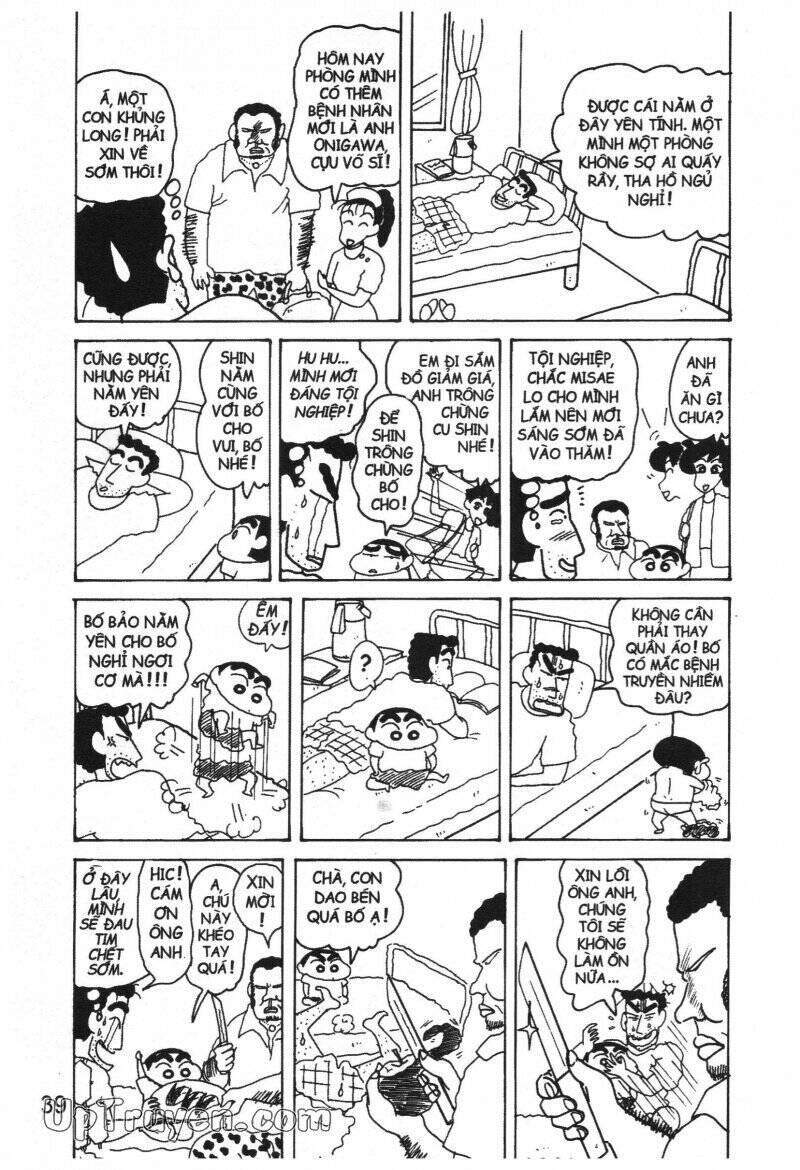 ĐƯỢC CÁI NẰM Ở
ĐÂY YÊN TĨNH. MỘT
MÌNH MỘT PHÒNG
KHÔNG SỢ AI QUẤY
RẦY, THA HỒ NGỦ
NGHỈ!
HÔM NAY
PHÒNG MÌNH
CÓ THÊM
BỆNH NHÂN
MỚI LÀ ANH
ONIGAWA,
CỰU VÕ SĨ!
Á, MỘT
CON KHỦNG
LONG! PHẢI
XIN VỀ
SỚM THÔI!
ANH
ĐÃ
ĂN GÌ
CHƯA?
TỘI NGHIỆP,
CHẮC MISAE
LO CHO MÌNH
LẮM NÊN MỚI
SÁNG SỚM ĐÃ
VÀO THĂM!
EM ĐI SẮM
ĐỒ GIẢM GIÁ,
ANH TRÔNG
CHỪNG
CU SHIN
NHÉ!
ĐỂ
SHIN
TRÔNG
CHÙNG
BỐ
CHO!
HU HU...
MÌNH MỚI
ĐÁNG TỘI
NGHIỆP!
SHIN
NẰM
CÙNG
VỚI BỐ
CHO
VUI, BỐ
NHÉ!
CŨNG ĐƯỢC,
NHƯNG PHẢI
NẰM YÊN
ĐẤY!
KHÔNG CẦN
PHẢI THAY
QUẦN ÁO! BỐ
CÓ MẮC BỆNH
TRUYỀN NHIỄM
ĐÂU?
?
ÊM
ĐẤY!
BỐ BẢO NẰM
YÊN CHO BỐ
NGHỈ NGƠI
CƠ MÀ!!!
XIN LỖI
ÔNG ANH,
CHÚNG
TÔI SẼ
KHÔNG
LÀM ỒN
NỮA...
CHÀ, CON
DAO BÉN
QUÁ BỐ Ạ!
XIN
MỜI
!
A,
CHÚ
NÀY
KHÉO
TAY
QUÁ!
HIC!
CÁM
ƠN
ÔNG
ANH.
Ở ĐÂY
LÂU,
MÌNH
SẼ ĐAU
TIM
CHẾT
SỚM.
39
UpTruyen.com